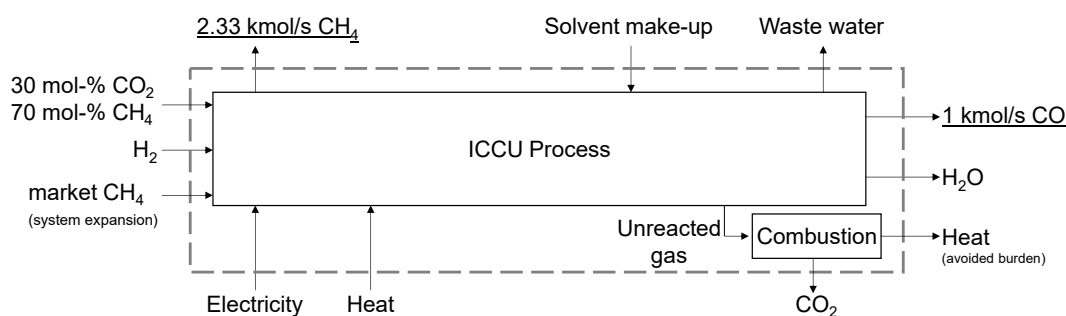 2.33 kmol/s CH4
Solvent make-up
Waste water
30 mol-% CO2
70 mol-% CH4
1 kmol/s CO
H2
ICCU Process
H2O
market CH4
(system expansion)
Unreacted
gas
Combustion
Heat
(avoided burden)
Electricity
Heat
CO2